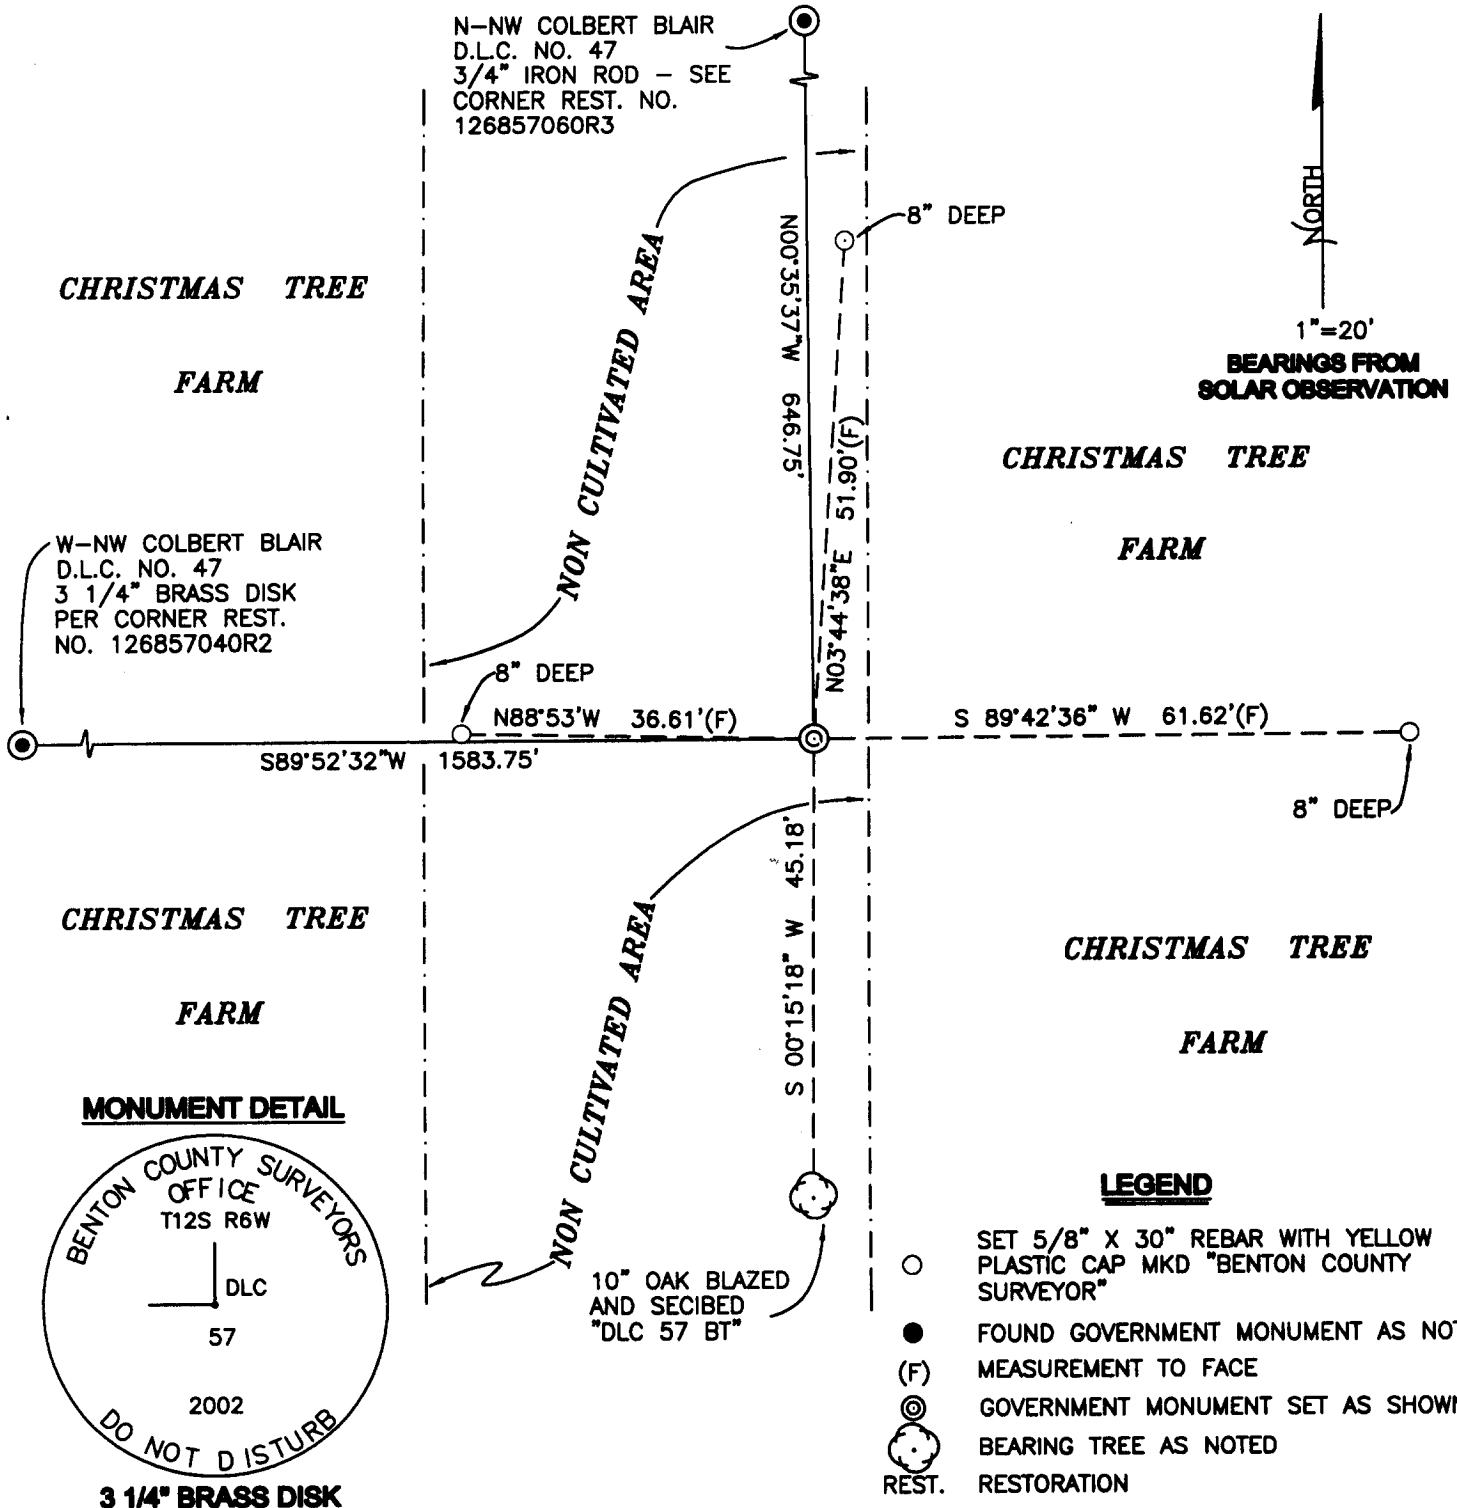 N-NW COLBERT BLAIR
D.L.C. NO. 47
3/4" IRON ROD - SEE
CORNER REST. NO.
126857060R3
8" DEEP
NORTH
1"=20'
BEARINGS FROM
SOLAR OBSERVATION
CHRISTMAS TREE
FARM
NON CULTIVATED AREA
N00°35'37"W 646.75'
N03°44'38"E 51.90'(F)
CHRISTMAS TREE
FARM
W-NW COLBERT BLAIR
D.L.C. NO. 47
3 1/4" BRASS DISK
PER CORNER REST.
NO. 126857040R2
8" DEEP
N88°53'W 36.61'(F)
S89°52'32"W 1583.75'
S 89°42'36" W 61.62'(F)
8" DEEP
CHRISTMAS TREE
FARM
NON CULTIVATED AREA
S 00°15'18" W 45.18'
CHRISTMAS TREE
FARM
10" OAK BLAZED
AND SECIBED
"DLC 57 BT"
MONUMENT DETAIL
BENTON COUNTY SURVEYORS
OFFICE
T12S R6W
DLC
57
2002
DO NOT DISTURB
3 1/4" BRASS DISK
LEGEND
SET 5/8" X 30" REBAR WITH YELLOW
PLASTIC CAP MKD "BENTON COUNTY
SURVEYOR"
FOUND GOVERNMENT MONUMENT AS NOT
(F) MEASUREMENT TO FACE
GOVERNMENT MONUMENT SET AS SHOWN
BEARING TREE AS NOTED
REST. RESTORATION